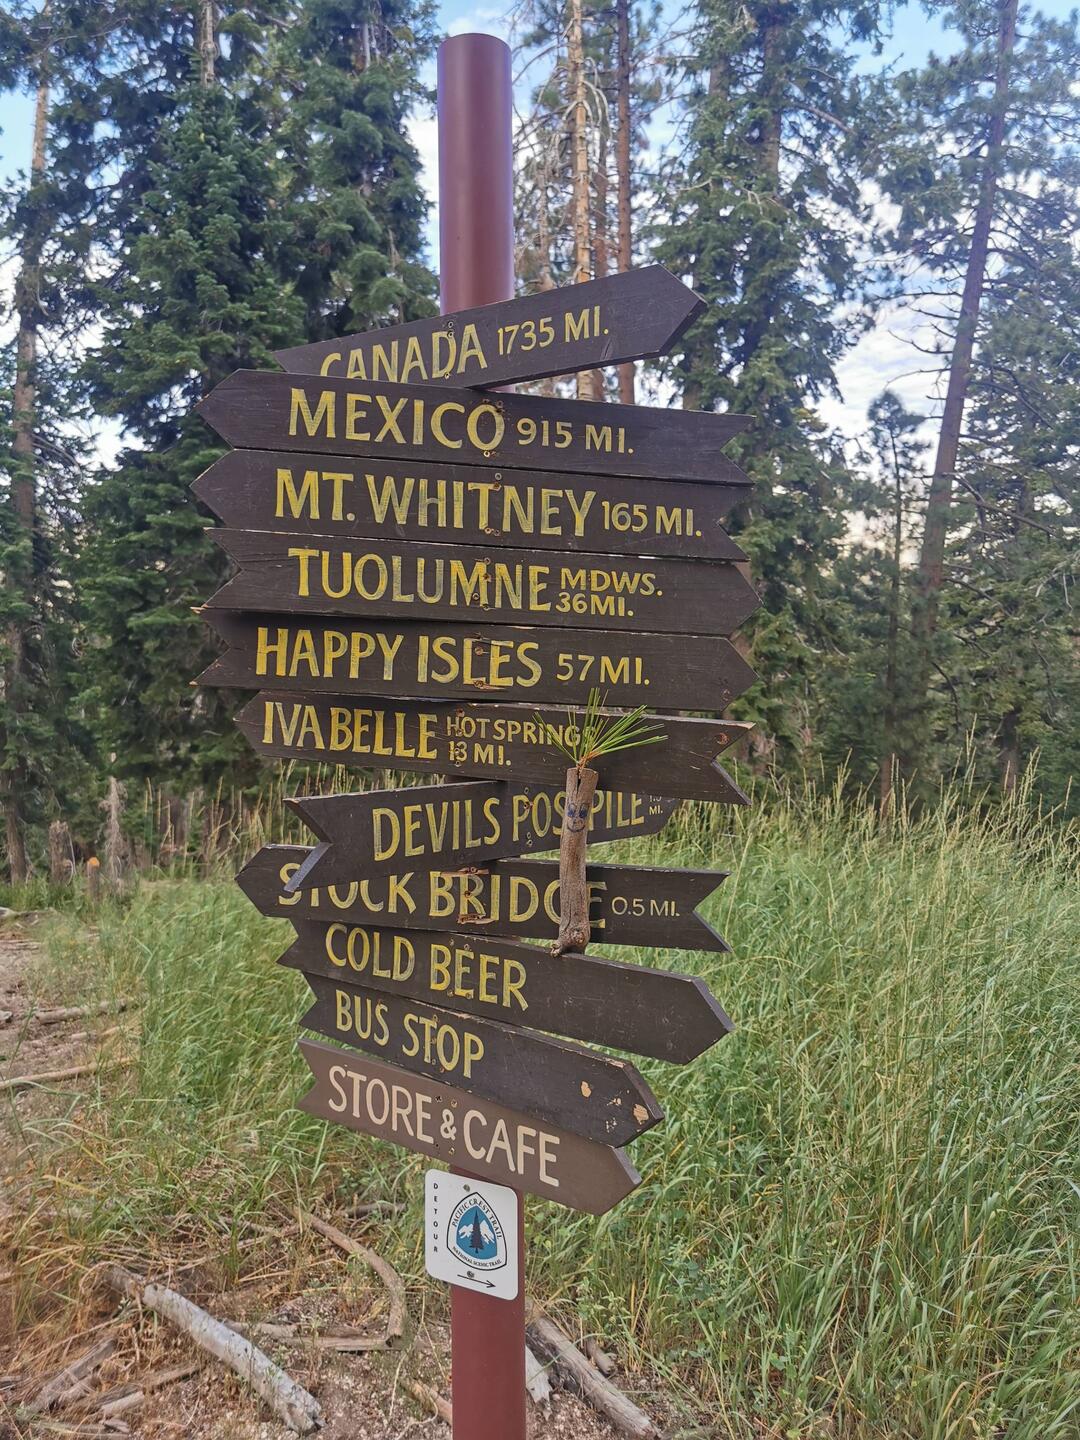 CANADA 1735 MI.
MEXICO 915 MI.
MT. WHITNEY 165 MI.
TUOLUMNE MDWS.
36 MI.
HAPPY ISLES 57 MI.
IVA BELLE HOT SPRINGS
13 MI.
DEVILS POSTPILE
MI.
STOCK BRIDGE 0.5 MI.
COLD BEER
BUS STOP
STORE & CAFE
DETOUR
PACIFIC CREST TRAIL
NATIONAL SCENIC TRAIL